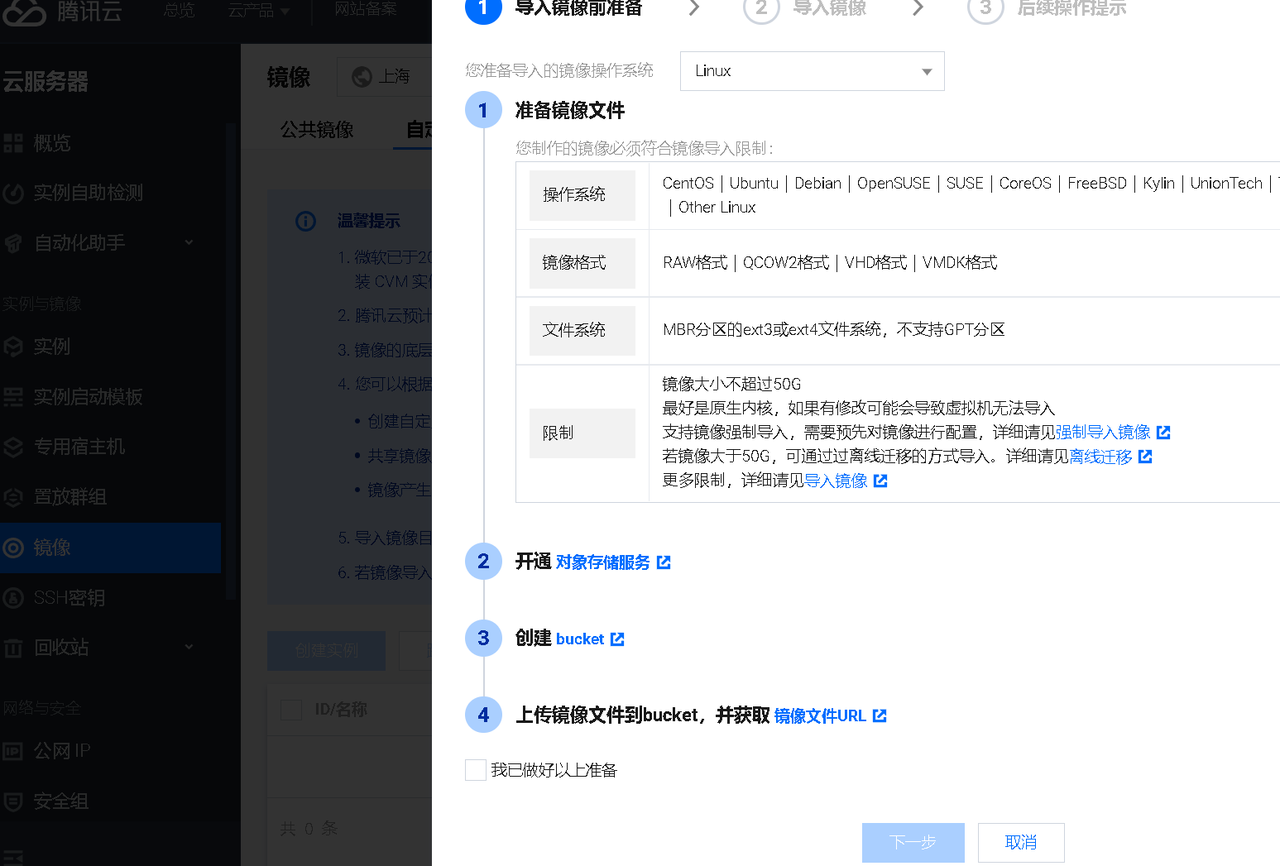 腾讯云
总览
云产品
网站备案
云服务器
概览
实例自助检测
自动化助手
实例与镜像
实例
实例启动模板
专用宿主机
置放群组
镜像
SSH密钥
回收站
网络与安全
公网 IP
安全组
镜像
上海
公共镜像
温馨提示
1. 微软已于20
装 CVM 实
2. 腾讯云预计
3. 镜像的底层
4. 您可以根据
• 创建自定
• 共享镜像
• 镜像产生
5. 导入镜像目
6. 若镜像导入
创建实例
ID/名称
共 0 条
1 导入镜像前准备
2 导入镜像
3 后续操作提示
您准备导入的镜像操作系统
Linux
1 准备镜像文件
您制作的镜像必须符合镜像导入限制：
操作系统
CentOS | Ubuntu | Debian | OpenSUSE | SUSE | CoreOS | FreeBSD | Kylin | UnionTech |
| Other Linux
镜像格式
RAW格式 | QCOW2格式 | VHD格式 | VMDK格式
文件系统
MBR分区的ext3或ext4文件系统，不支持GPT分区
限制
镜像大小不超过50G
最好是原生内核，如果有修改可能会导致虚拟机无法导入
支持镜像强制导入，需要预先对镜像进行配置，详细请见强制导入镜像
若镜像大于50G，可通过过离线迁移的方式导入。详细请见离线迁移
更多限制，详细请见导入镜像
2 开通 对象存储服务
3 创建 bucket
4 上传镜像文件到bucket，并获取 镜像文件URL
我已做好以上准备
下一步
取消